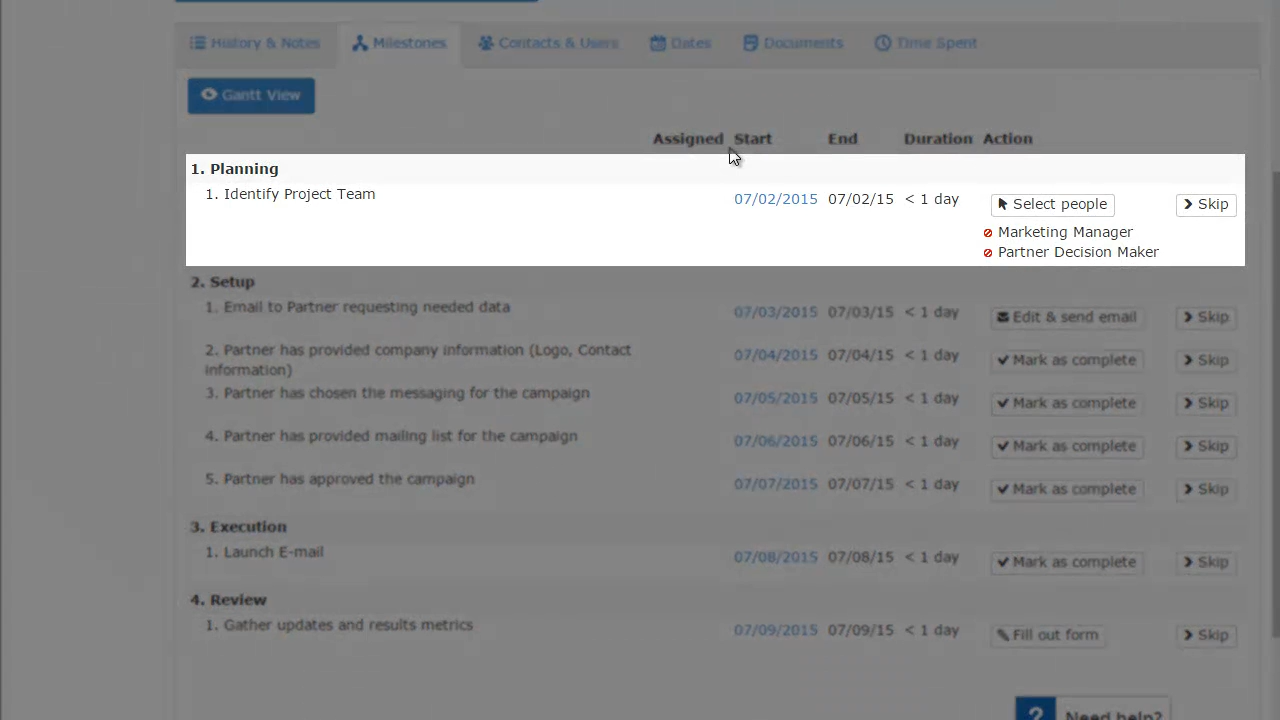 History & Notes Milestones Contacts & Users Dates Documents Time Spent
Gantt View
Assigned Start End Duration Action
1. Planning
1. Identify Project Team 07/02/2015 07/02/15 < 1 day Select people Skip
Marketing Manager
Partner Decision Maker
2. Setup
1. Email to Partner requesting needed data 07/03/2015 07/03/15 < 1 day Edit & send email Skip
2. Partner has provided company information (Logo, Contact
information) 07/04/2015 07/04/15 < 1 day Mark as complete Skip
3. Partner has chosen the messaging for the campaign 07/05/2015 07/05/15 < 1 day Mark as complete Skip
4. Partner has provided mailing list for the campaign 07/06/2015 07/06/15 < 1 day Mark as complete Skip
5. Partner has approved the campaign 07/07/2015 07/07/15 < 1 day Mark as complete Skip
3. Execution
1. Launch E-mail 07/08/2015 07/08/15 < 1 day Mark as complete Skip
4. Review
1. Gather updates and results metrics 07/09/2015 07/09/15 < 1 day Fill out form Skip
? Need help?